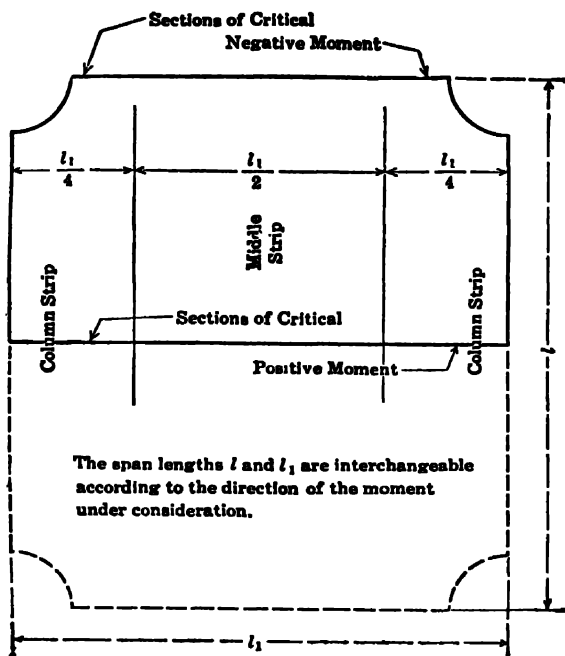 Sections of Critical
Negative Moment
l₁/4
l₁/2
l₁/4
Middle
Strip
Column Strip
Column Strip
Sections of Critical
Positive Moment
l
The span lengths l and l₁ are interchangeable
according to the direction of the moment
under consideration.
l₁